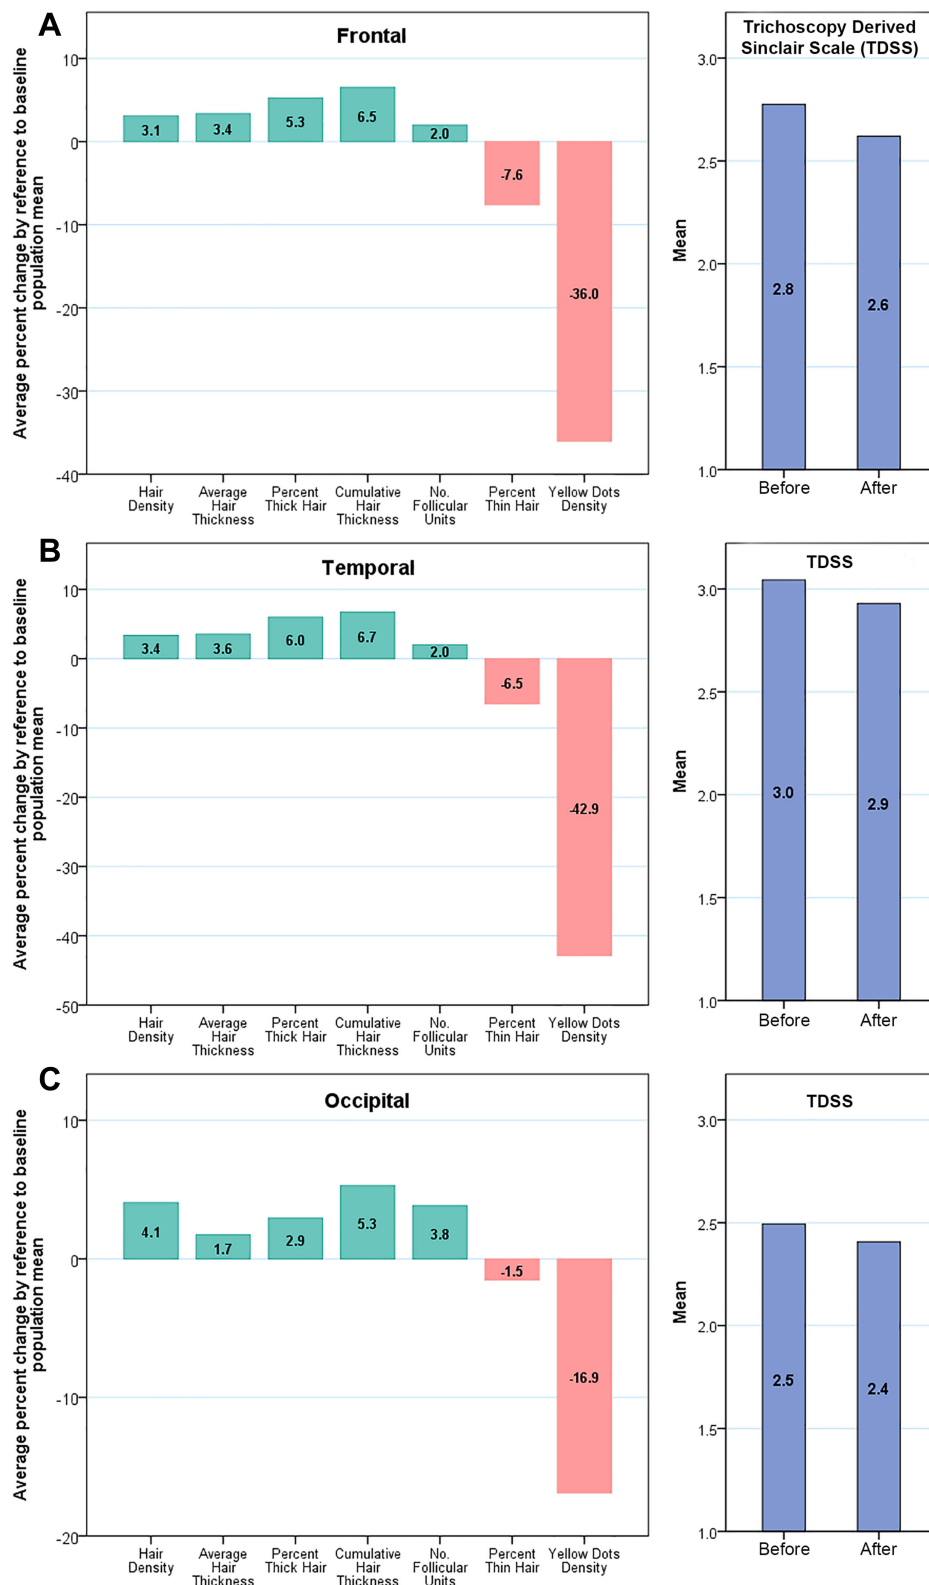 A
Frontal
Average percent change by reference to baseline
population mean
10
0
-10
-20
-30
-40
3.1
3.4
5.3
6.5
2.0
-7.6
-36.0
Hair
Density
Average
Hair
Thickness
Percent
Thick Hair
Cumulative
Hair
Thickness
No.
Follicular
Units
Percent
Thin Hair
Yellow Dots
Density
Trichoscopy Derived
Sinclair Scale (TDSS)
Mean
3.0
2.5
2.0
1.5
1.0
2.8
2.6
Before
After
B
Temporal
Average percent change by reference to baseline
population mean
10
0
-10
-20
-30
-40
-50
3.4
3.6
6.0
6.7
2.0
-6.5
-42.9
Hair
Density
Average
Hair
Thickness
Percent
Thick Hair
Cumulative
Hair
Thickness
No.
Follicular
Units
Percent
Thin Hair
Yellow Dots
Density
TDSS
Mean
3.0
2.5
2.0
1.5
1.0
3.0
2.9
Before
After
C
Occipital
Average percent change by reference to baseline
population mean
10
0
-10
-20
4.1
1.7
2.9
5.3
3.8
-1.5
-16.9
Hair
Density
Average
Hair
Thickness
Percent
Thick Hair
Cumulative
Hair
Thickness
No.
Follicular
Units
Percent
Thin Hair
Yellow Dots
Density
TDSS
Mean
3.0
2.5
2.0
1.5
1.0
2.5
2.4
Before
After